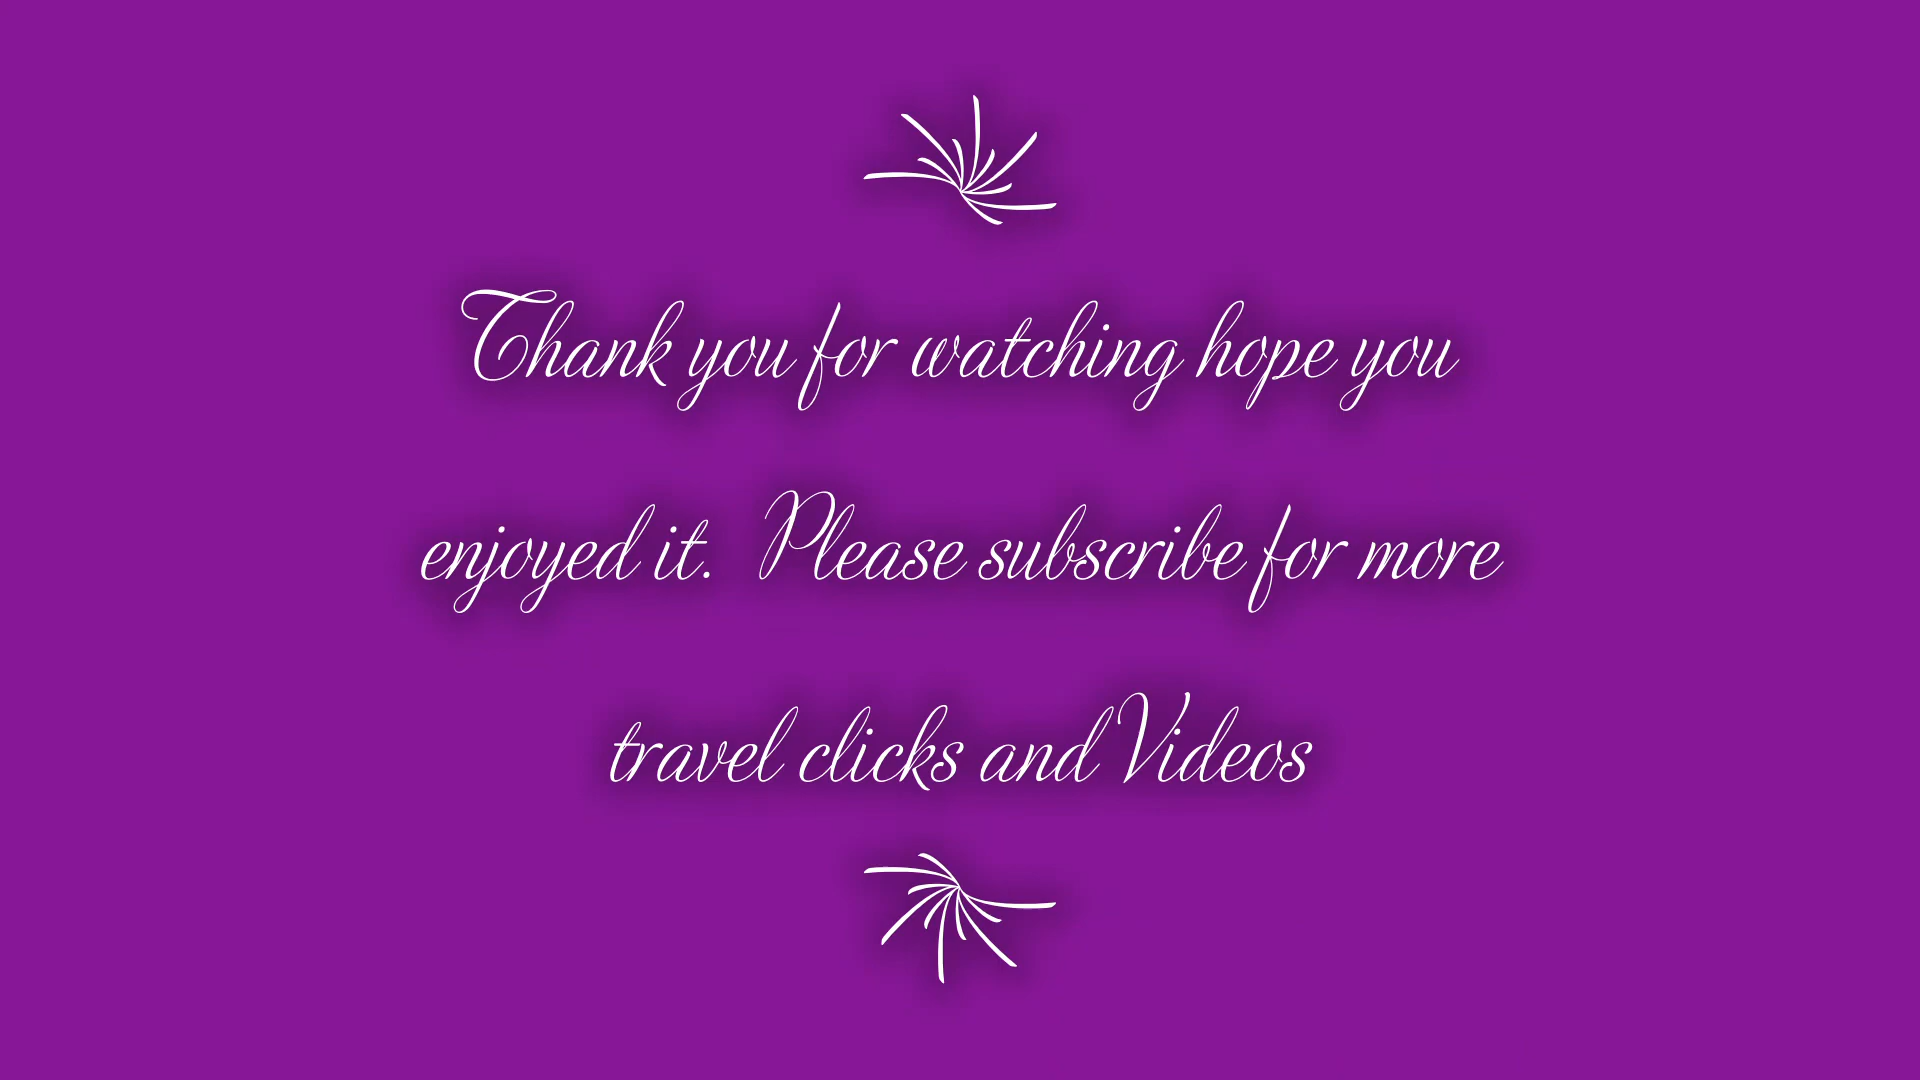 Thank you for watching hope you
enjoyed it. Please subscribe for more
travel clicks and Videos